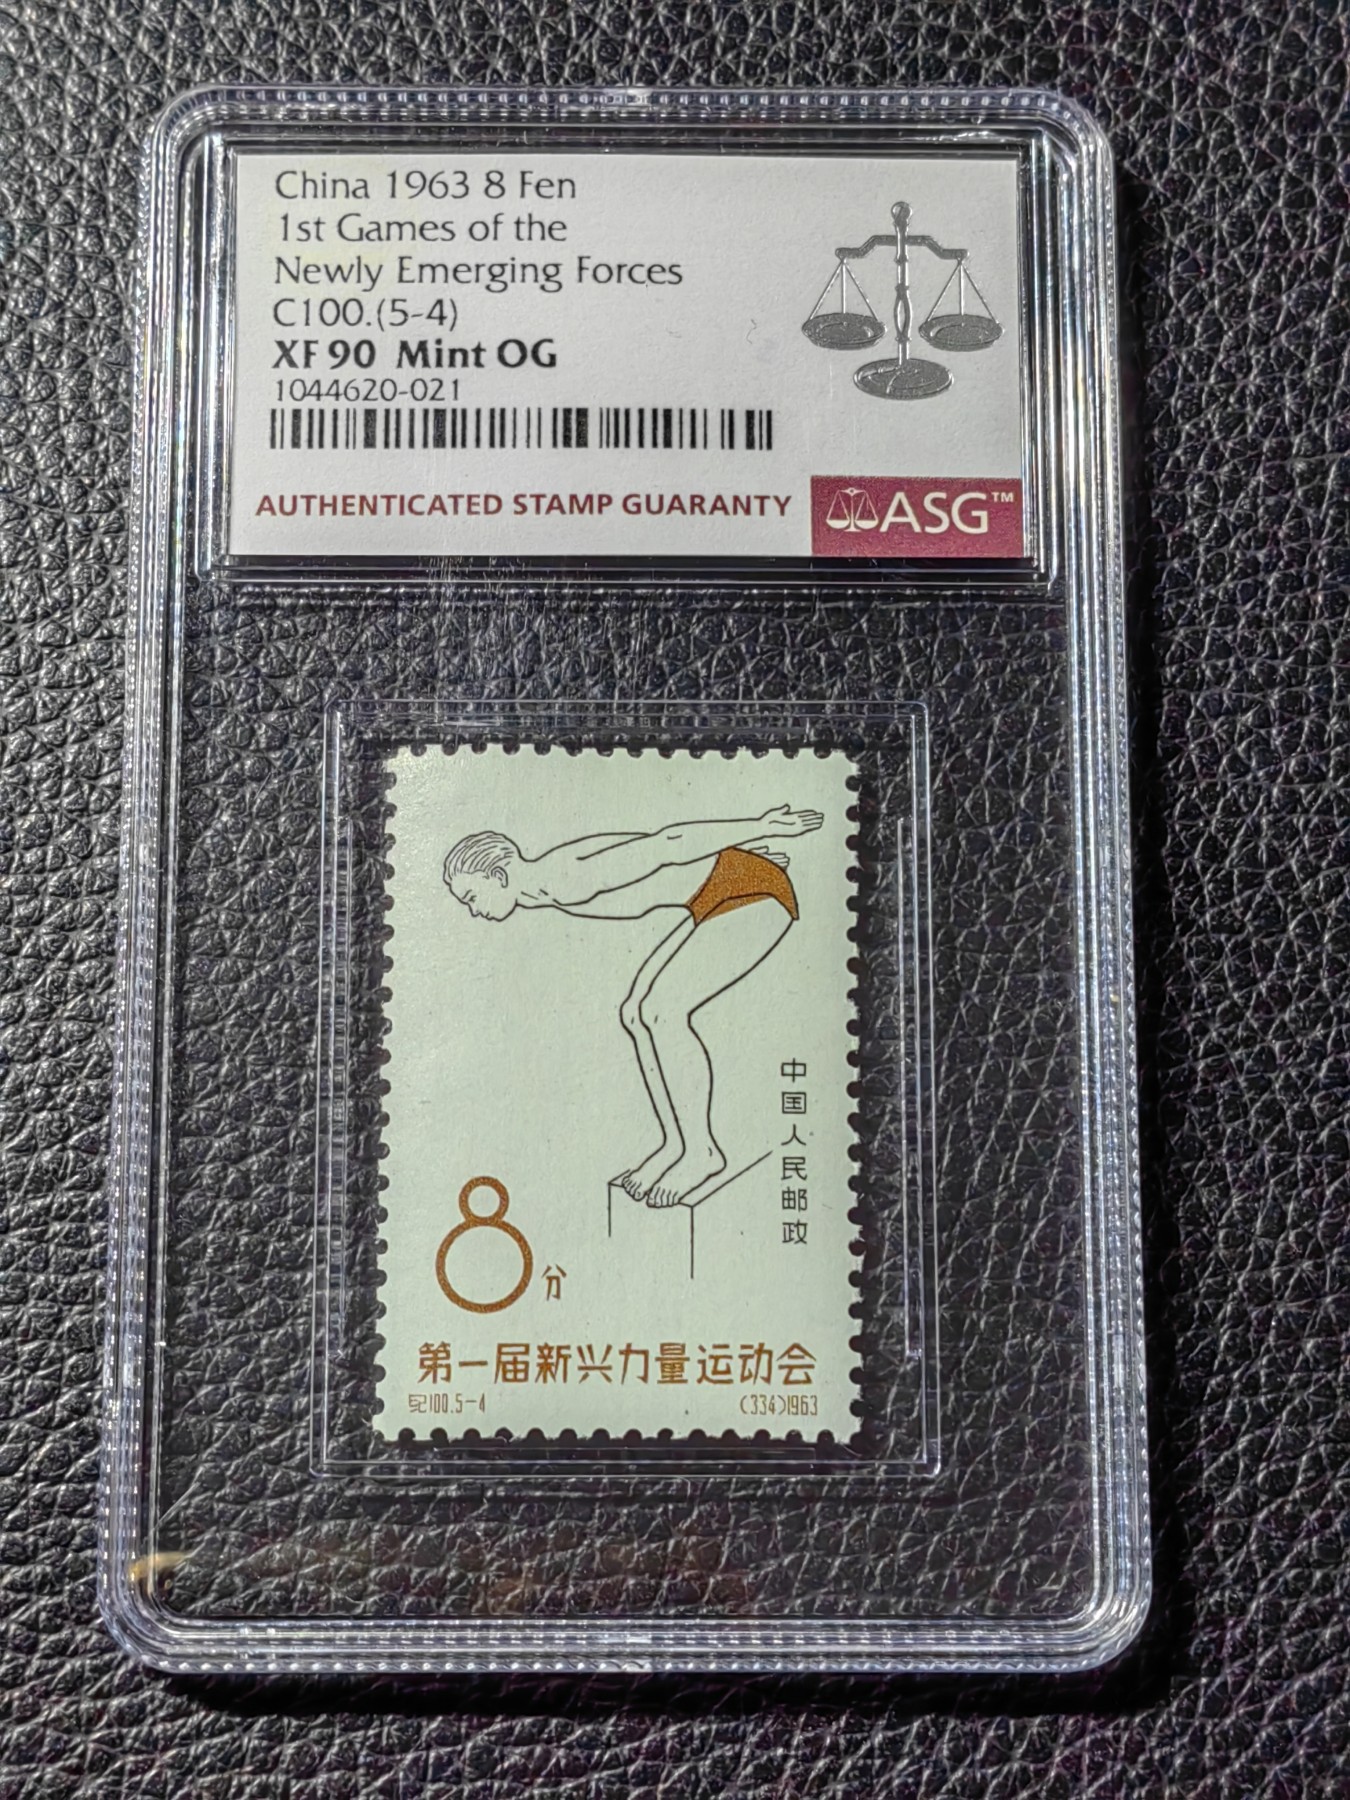 China 1963 8 Fen
1st Games of the
Newly Emerging Forces
C100.(5-4)
XF 90 Mint OG
1044620-021
AUTHENTICATED STAMP GUARANTY
ASG™
中国人民邮政
8分
第一届新兴力量运动会
纪100.5-4
(334)1963